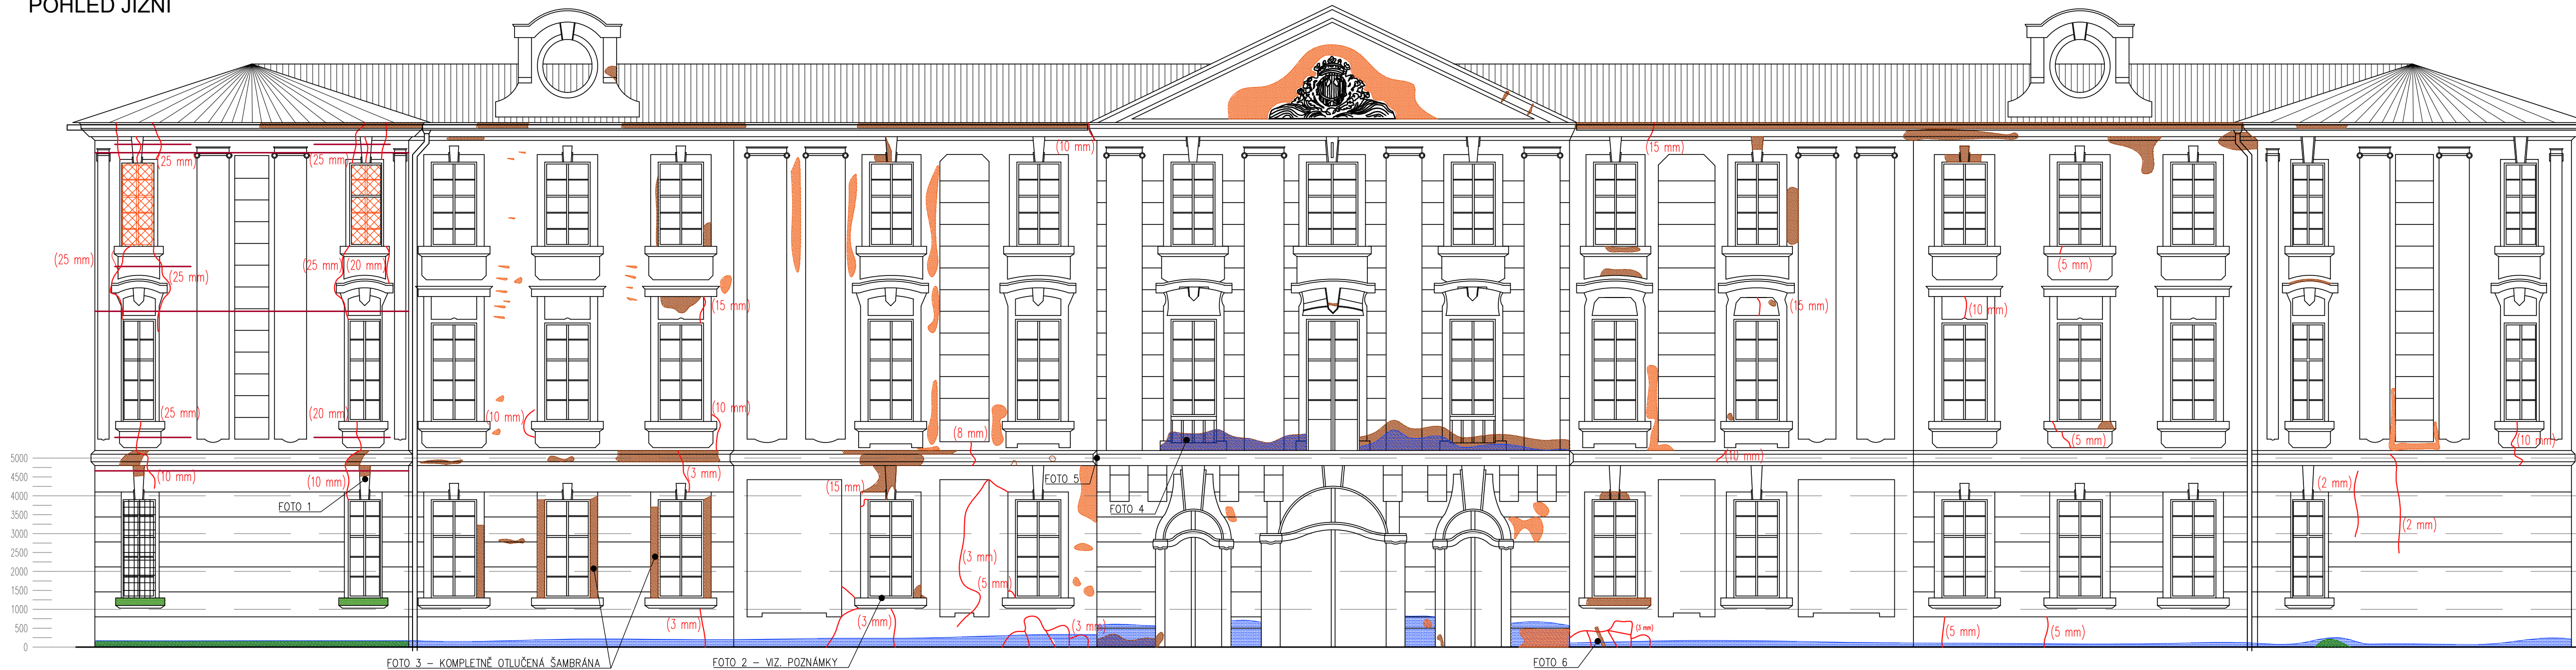 POHLED JIŽNÍ
(10 mm)
(15 mm)
(25 mm)
(25 mm)
(25 mm)
(25 mm)
(25 mm)
(20 mm)
(5 mm)
(15 mm)
(15 mm)
(10 mm)
(25 mm)
(20 mm)
(10 mm)
(10 mm)
(8 mm)
(5 mm)
(10 mm)
(10 mm)
5000
4500
4000
3500
3000
2500
2000
1500
1000
500
0
(10 mm)
(10 mm)
(3 mm)
(15 mm)
FOTO 5
FOTO 1
FOTO 4
(2 mm)
(2 mm)
(3 mm)
(5 mm)
(3 mm)
(3 mm)
(3 mm)
(3 mm)
(5 mm)
(5 mm)
FOTO 3 – KOMPLETNĚ OTLUČENÁ ŠAMBRÁNA
FOTO 2 – VIZ. POZNÁMKY
FOTO 6